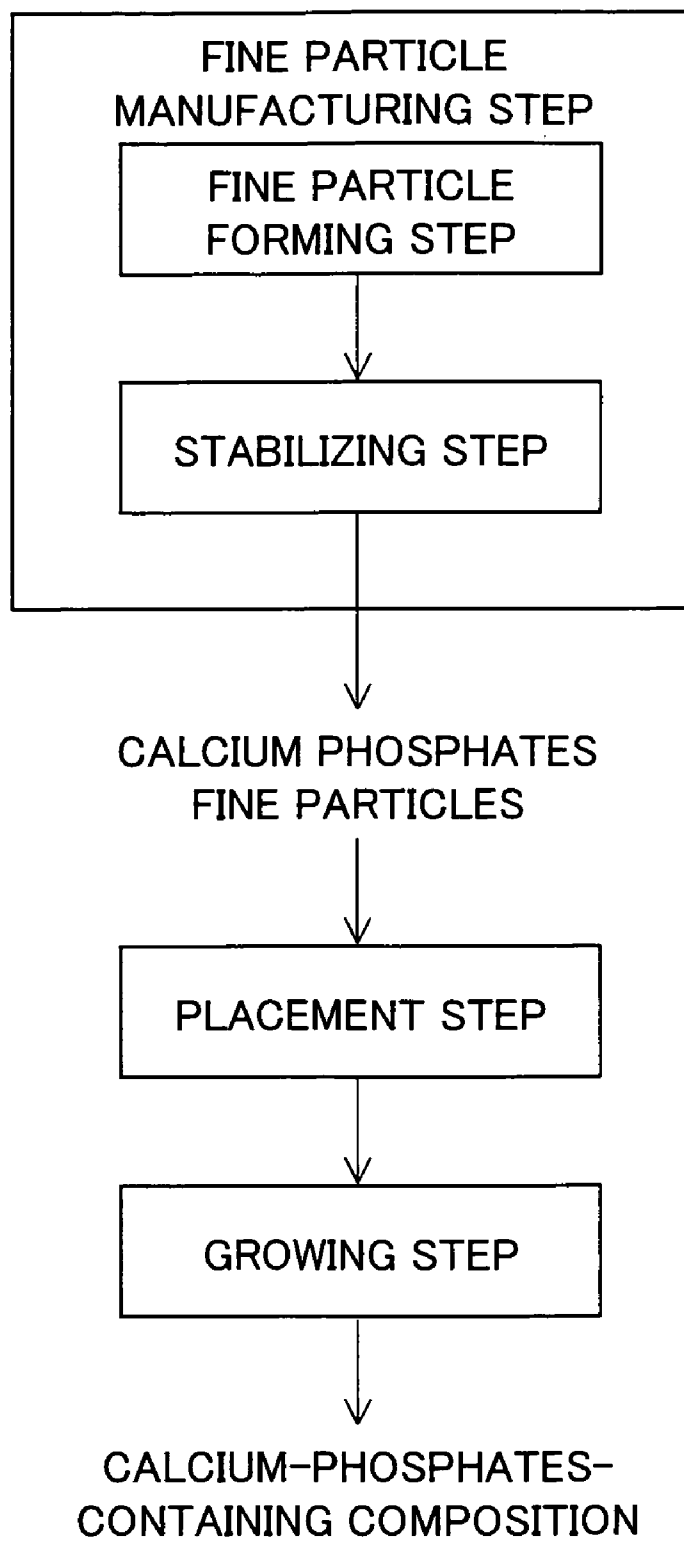 FINE PARTICLE
MANUFACTURING STEP
FINE PARTICLE
FORMING STEP
STABILIZING STEP
CALCIUM PHOSPHATES
FINE PARTICLES
PLACEMENT STEP
GROWING STEP
CALCIUM-PHOSPHATES-
CONTAINING COMPOSITION